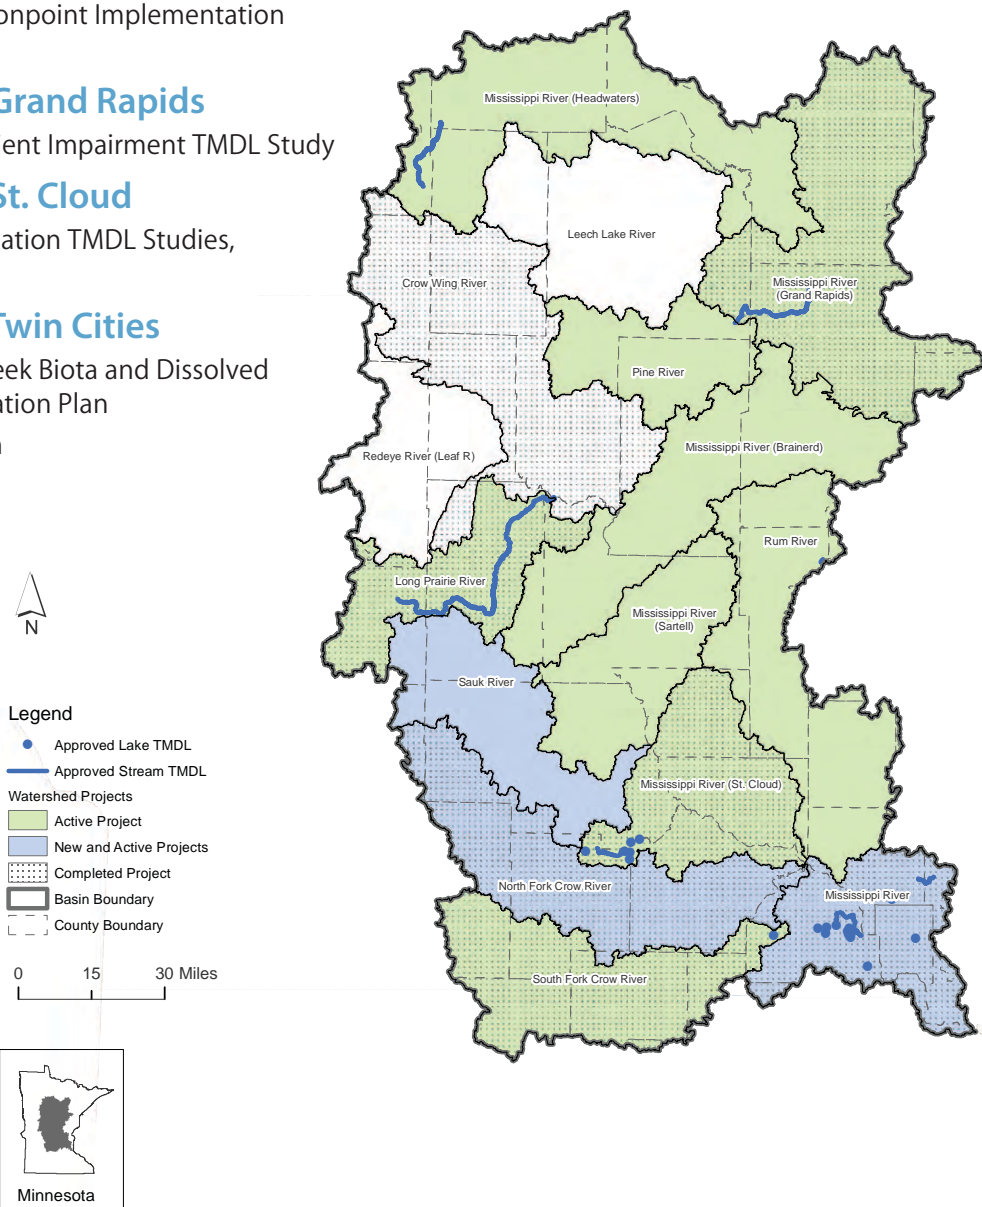 onpoint Implementation
Grand Rapids
ient Impairment TMDL Study
St. Cloud
ation TMDL Studies,
Twin Cities
eek Biota and Dissolved
ation Plan
N
Legend
Approved Lake TMDL
Approved Stream TMDL
Watershed Projects
Active Project
New and Active Projects
Completed Project
Basin Boundary
County Boundary
0 15 30 Miles
Minnesota
Mississippi River (Headwaters)
Leech Lake River
Crow Wing River
Mississippi River
(Grand Rapids)
Pine River
Mississippi River (Brainerd)
Redeye River (Leaf R)
Rum River
Long Prairie River
Mississippi River
(Sartell)
Sauk River
Mississippi River (St. Cloud)
North Fork Crow River
Mississippi River
South Fork Crow River